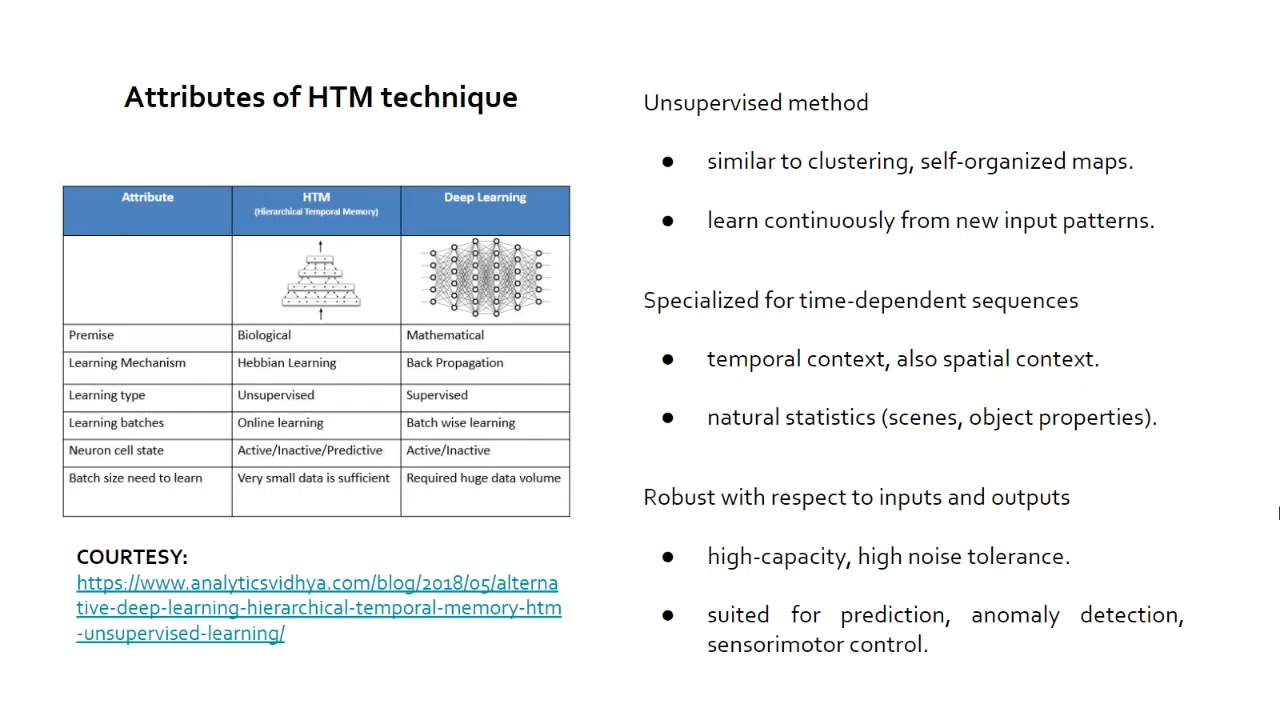 Attributes of HTM technique
Attribute HTM Deep Learning
(Hierarchical Temporal Memory)
Premise Biological Mathematical
Learning Mechanism Hebbian Learning Back Propagation
Learning type Unsupervised Supervised
Learning batches Online learning Batch wise learning
Neuron cell state Active/Inactive/Predictive Active/Inactive
Batch size need to learn Very small data is sufficient Required huge data volume
COURTESY:
https://www.analyticsvidhya.com/blog/2018/05/alterna
tive-deep-learning-hierarchical-temporal-memory-htm
-unsupervised-learning/
Unsupervised method
● similar to clustering, self-organized maps.
● learn continuously from new input patterns.
Specialized for time-dependent sequences
● temporal context, also spatial context.
● natural statistics (scenes, object properties).
Robust with respect to inputs and outputs
● high-capacity, high noise tolerance.
● suited for prediction, anomaly detection,
sensorimotor control.